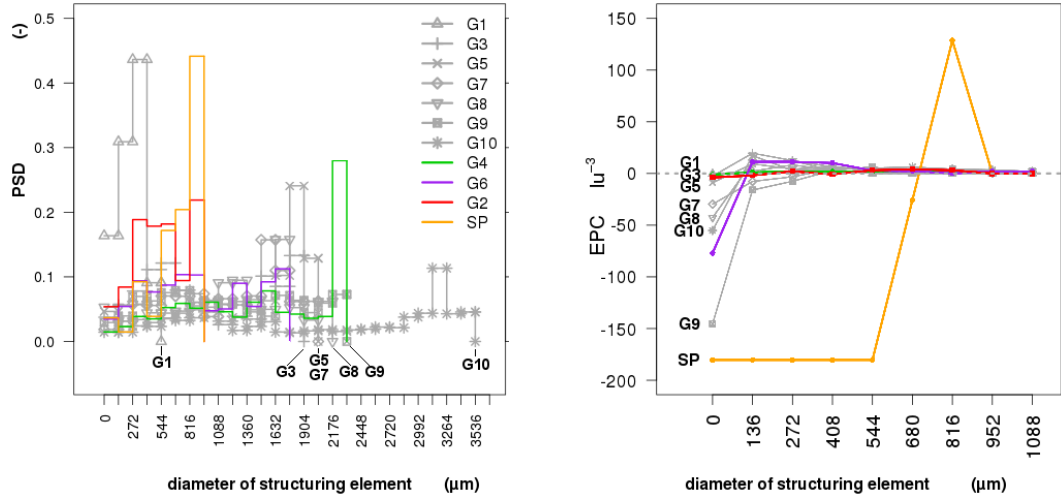 PSD (-)
0.5
0.4
0.3
0.2
0.1
0.0
G1
G3
G5
G7
G8
G9
G10
G4
G6
G2
SP
G1
G3
G5
G7
G8
G9
G10
0
272
544
816
1088
1360
1632
1904
2176
2448
2720
2992
3264
3536
diameter of structuring element (μm)
EPC lu⁻³
150
100
50
0
-50
-100
-150
-200
G1
G3
G5
G7
G8
G10
G9
SP
0
136
272
408
544
680
816
952
1088
diameter of structuring element (μm)